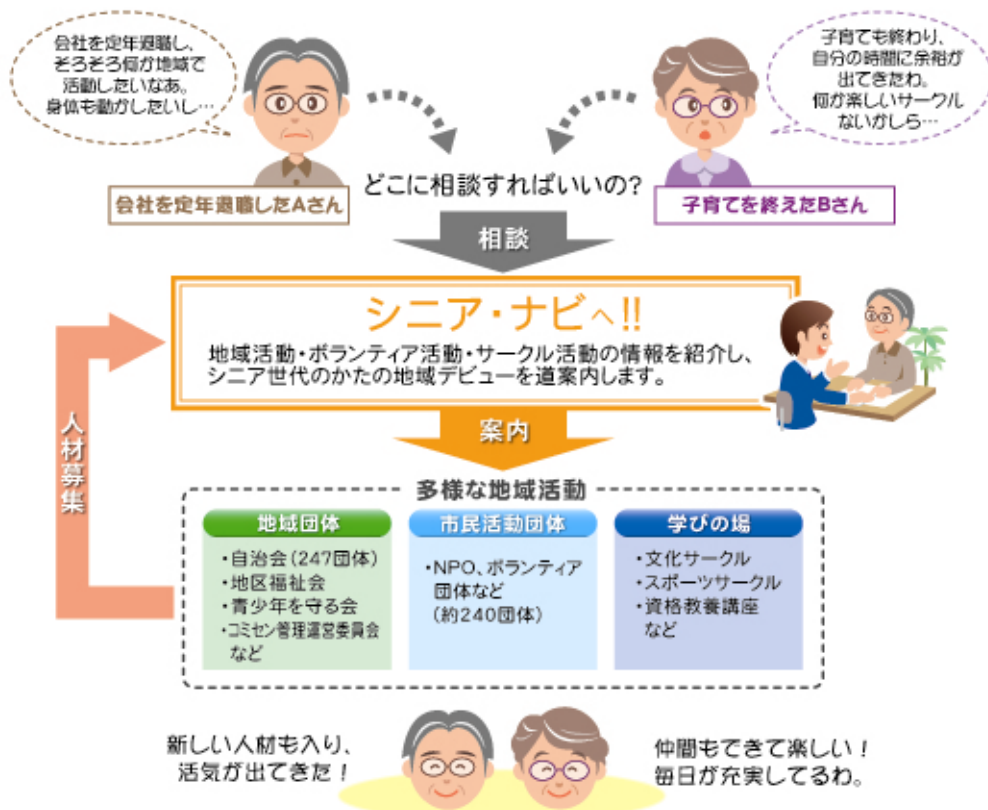 会社を定年退職し、
そろそろ何か地域で
活動したいなあ。
身体も動かしたいし…
子育ても終わり、
自分の時間に余裕が
出てきたわ。
何か楽しいサークル
ないかしら…
会社を定年退職したAさん
どこに相談すればいいの?
子育てを終えたBさん
相談
シニア・ナビへ!!
地域活動・ボランティア活動・サークル活動の情報を紹介し、
シニア世代のかたの地域デビューを道案内します。
人材募集
案内
多様な地域活動
地域団体
・自治会(247団体)
・地区福祉会
・青少年を守る会
・コミセン管理運営委員会
など
市民活動団体
・NPO、ボランティア
団体など
(約240団体)
学びの場
・文化サークル
・スポーツサークル
・資格教養講座
など
新しい人材も入り、
活気が出てきた!
仲間もできて楽しい!
毎日が充実してるわ。